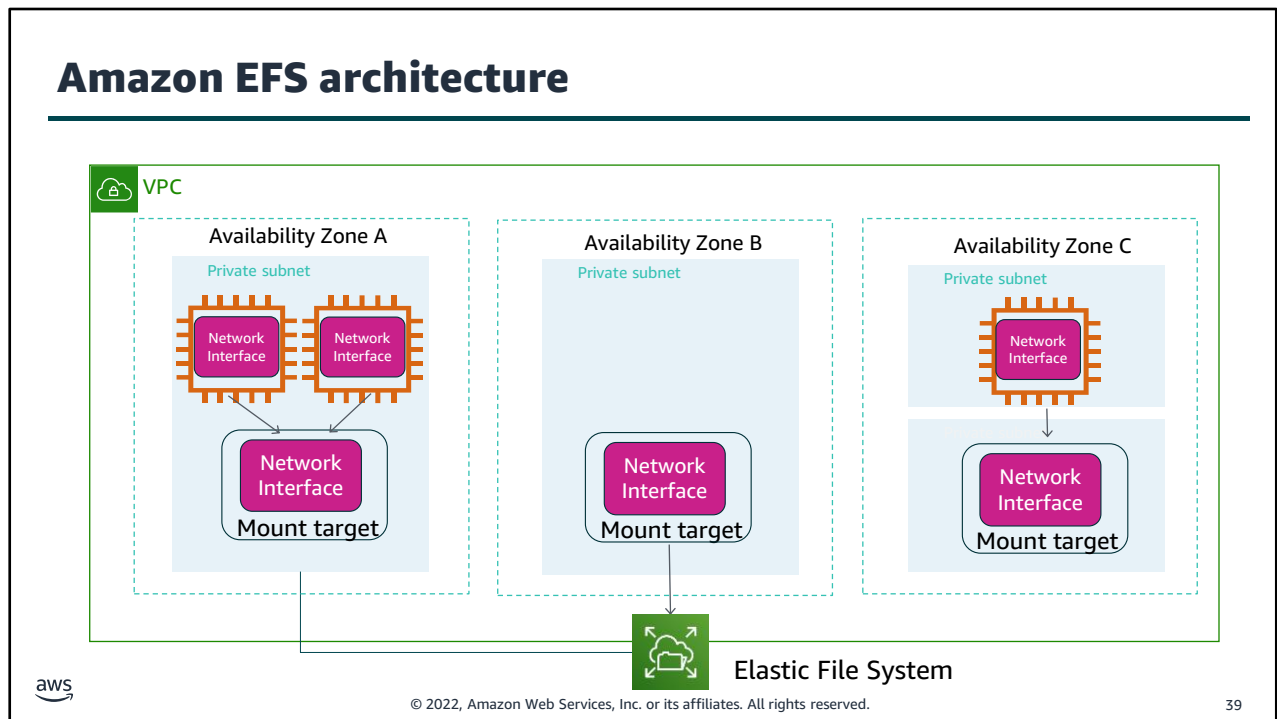 Amazon EFS architecture
VPC
Availability Zone A
Private subnet
Network
Interface
Network
Interface
Network
Interface
Mount target
Availability Zone B
Private subnet
Network
Interface
Mount target
Availability Zone C
Private subnet
Network
Interface
Network
Interface
Mount target
Elastic File System
aws
© 2022, Amazon Web Services, Inc. or its affiliates. All rights reserved.
39